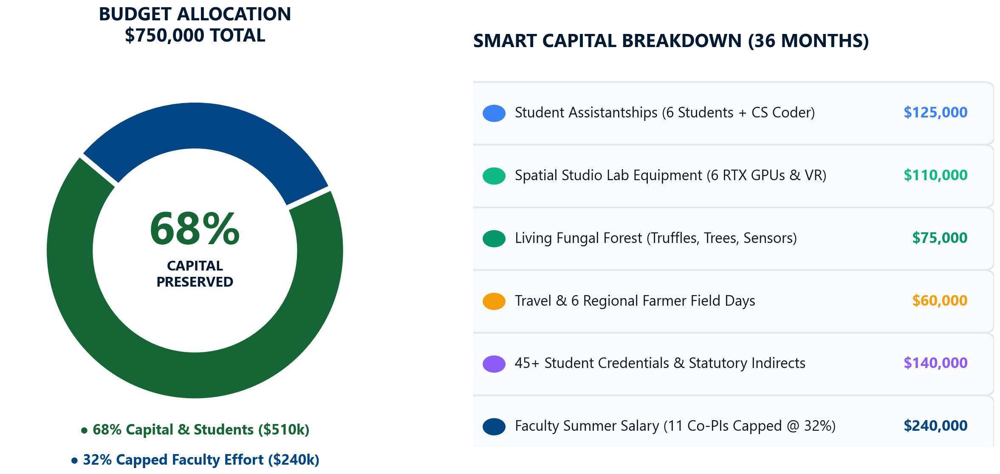 BUDGET ALLOCATION
$750,000 TOTAL
68%
CAPITAL
PRESERVED
● 68% Capital & Students ($510k)
● 32% Capped Faculty Effort ($240k)
SMART CAPITAL BREAKDOWN (36 MONTHS)
Student Assistantships (6 Students + CS Coder) $125,000
Spatial Studio Lab Equipment (6 RTX GPUs & VR) $110,000
Living Fungal Forest (Truffles, Trees, Sensors) $75,000
Travel & 6 Regional Farmer Field Days $60,000
45+ Student Credentials & Statutory Indirects $140,000
Faculty Summer Salary (11 Co-PIs Capped @ 32%) $240,000